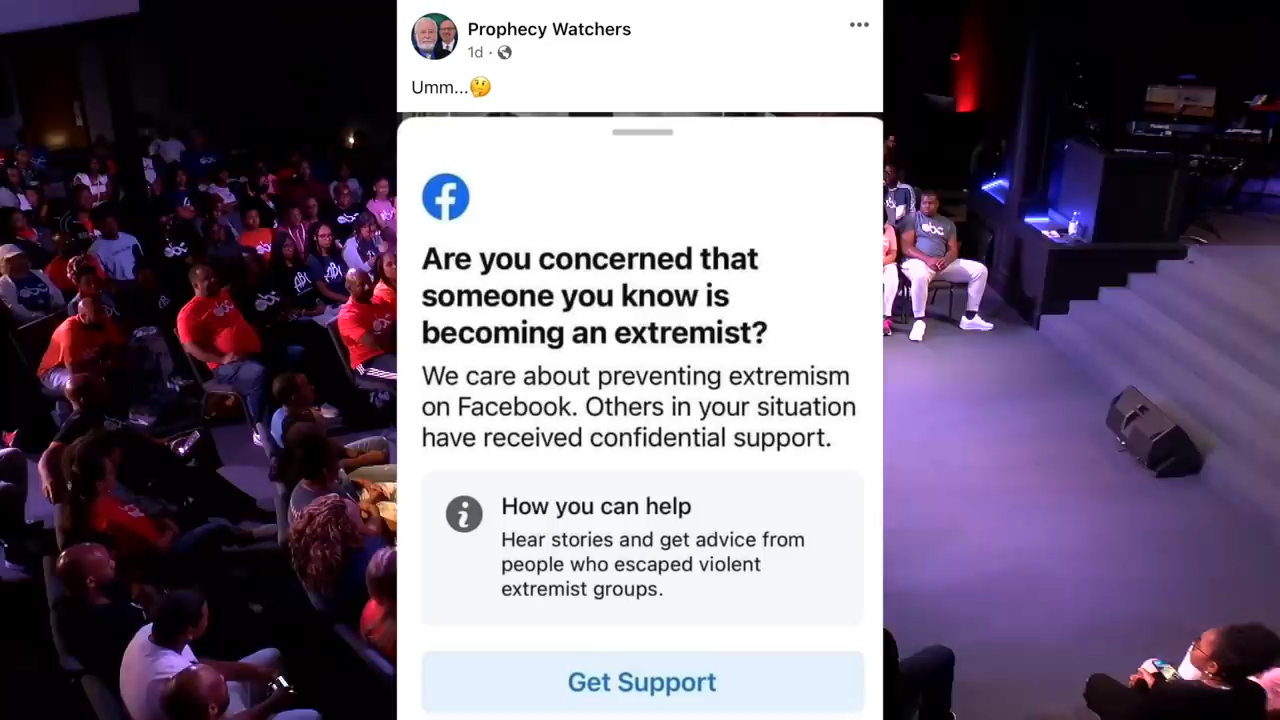 Prophecy Watchers
1d ·
Umm...🤔
Are you concerned that
someone you know is
becoming an extremist?
We care about preventing extremism
on Facebook. Others in your situation
have received confidential support.
How you can help
Hear stories and get advice from
people who escaped violent
extremist groups.
Get Support
abc
Roland